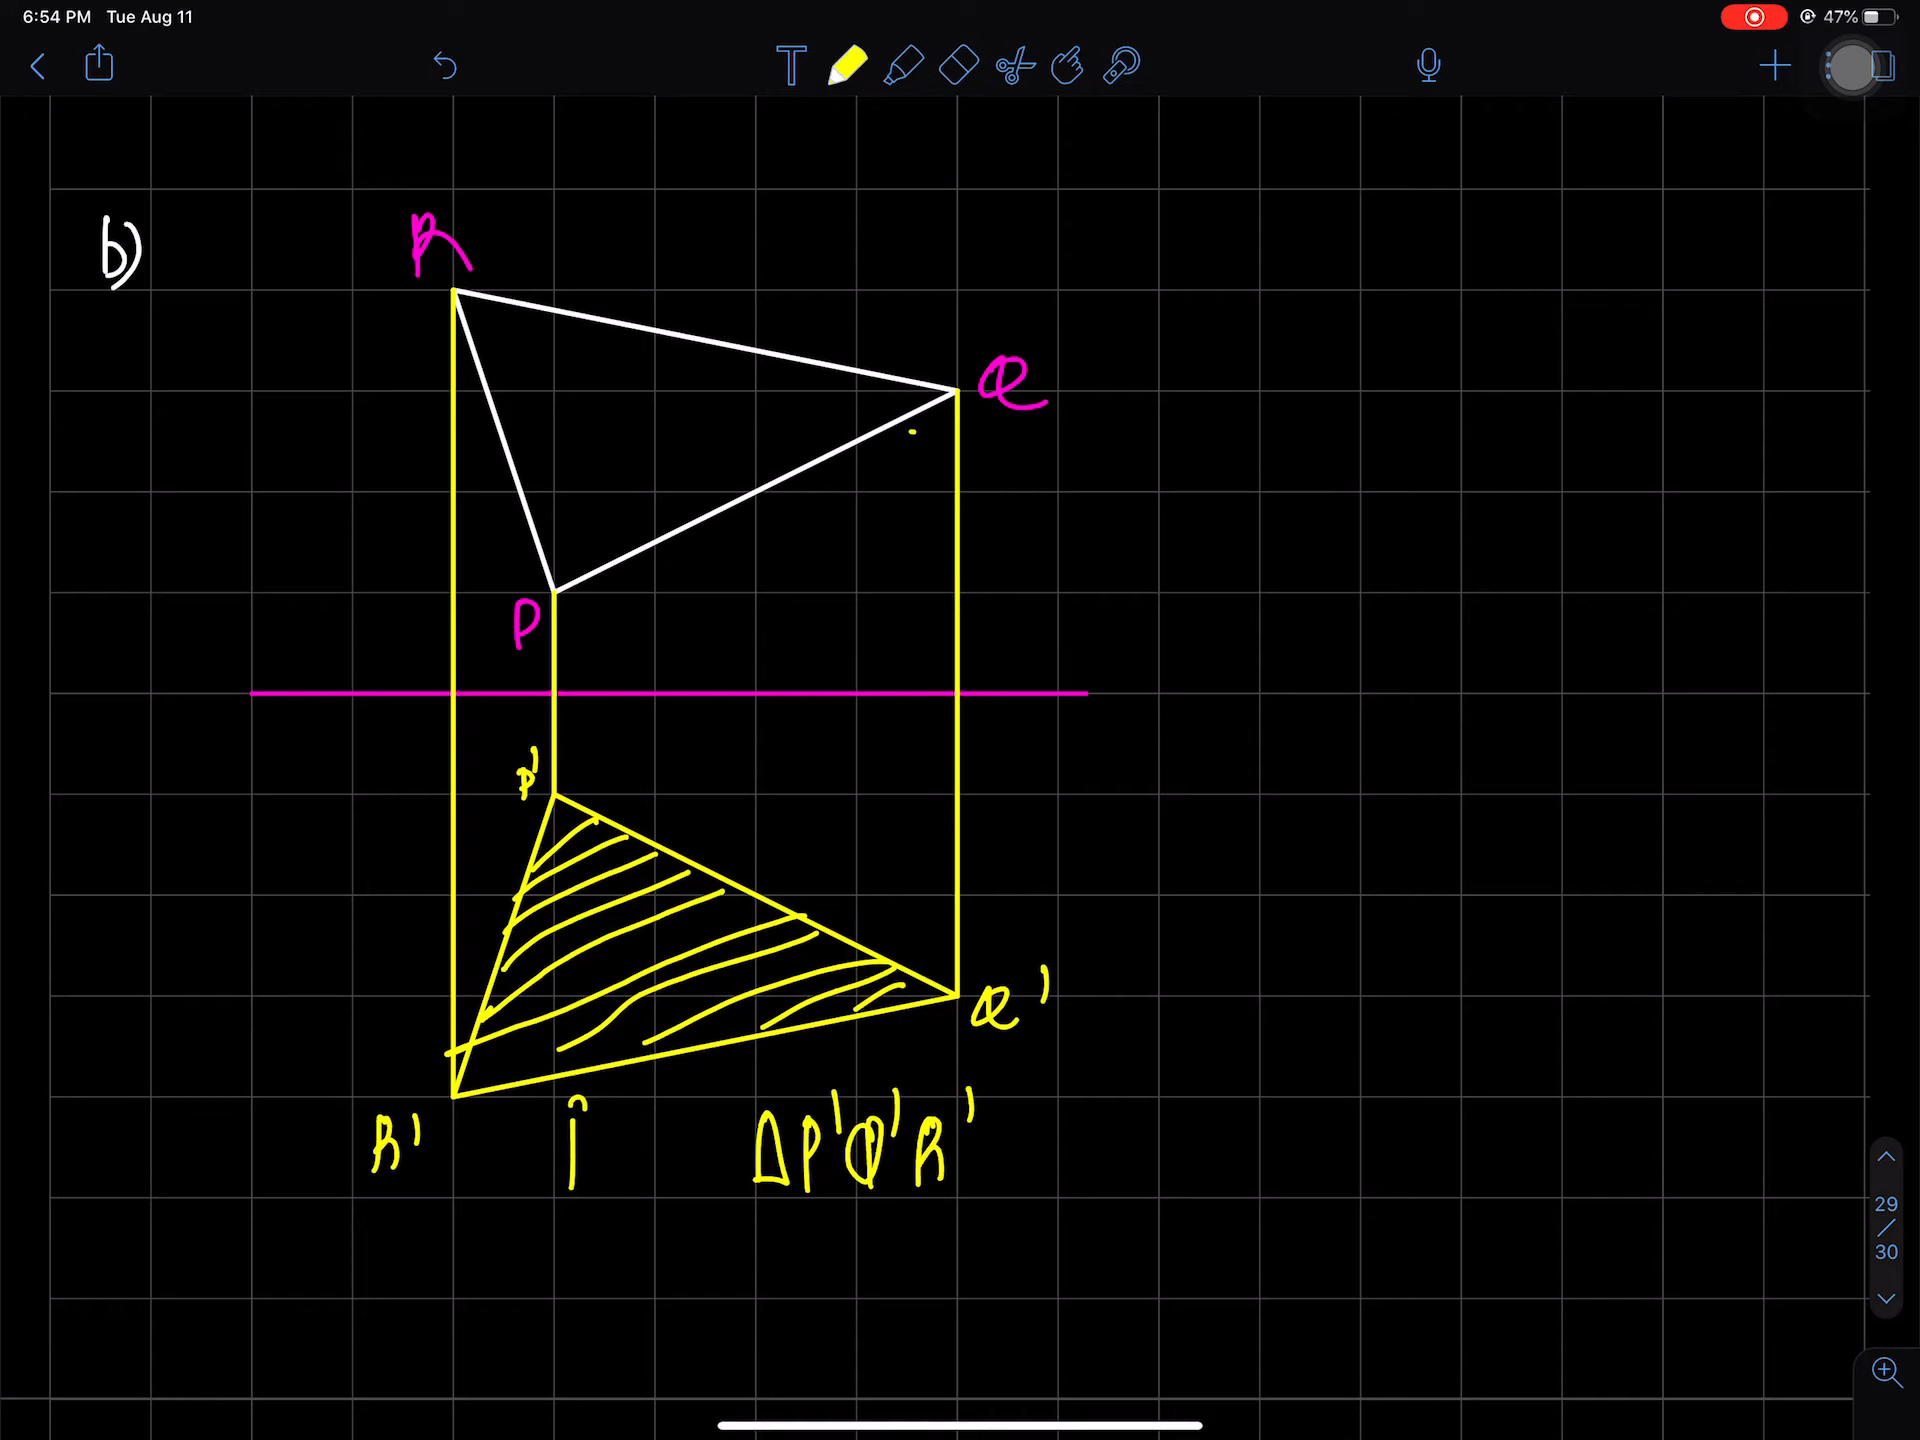 6:54 PM Tue Aug 11
47%
b)
R
Q
P
P'
Q'
R'
ΔP'Q'R'
29
30